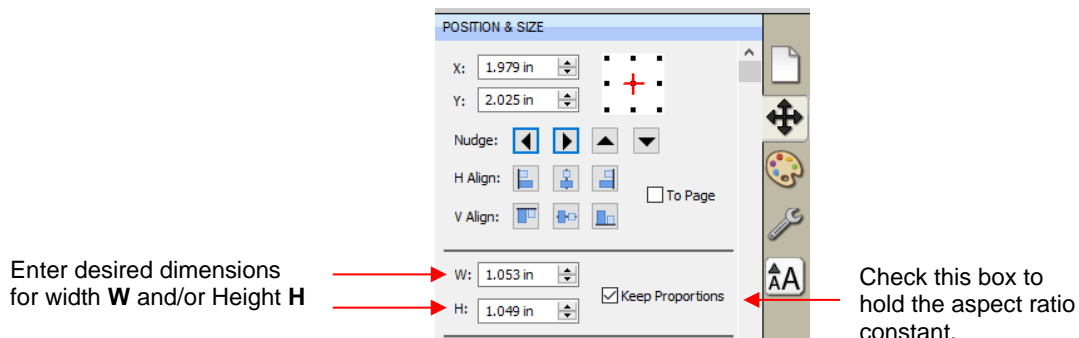 POSITION & SIZE
X: 1.979 in
Y: 2.025 in
Nudge:
H Align:
To Page
V Align:
Enter desired dimensions
for width W and/or Height H
W: 1.053 in
H: 1.049 in
Keep Proportions
AA
Check this box to
hold the aspect ratio
constant.